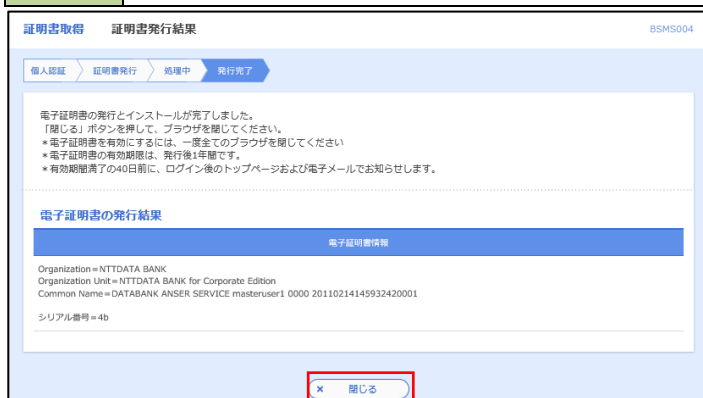 証明書取得 証明書発行結果 BSMS004
個人認証 証明書発行 処理中 発行完了
電子証明書の発行とインストールが完了しました。
「閉じる」ボタンを押して、ブラウザを閉じてください。
*電子証明書を有効にするには、一度全てのブラウザを閉じてください
*電子証明書の有効期限は、発行後1年間です。
*有効期間満了の40日前に、ログイン後のトップページおよび電子メールでお知らせします。
電子証明書の発行結果
電子証明書情報
Organization=NTTDATA BANK
Organization Unit=NTTDATA BANK for Corporate Edition
Common Name=DATABANK ANSER SERVICE masteruser1 0000 20110214145932420001
シリアル番号=4b
× 閉じる